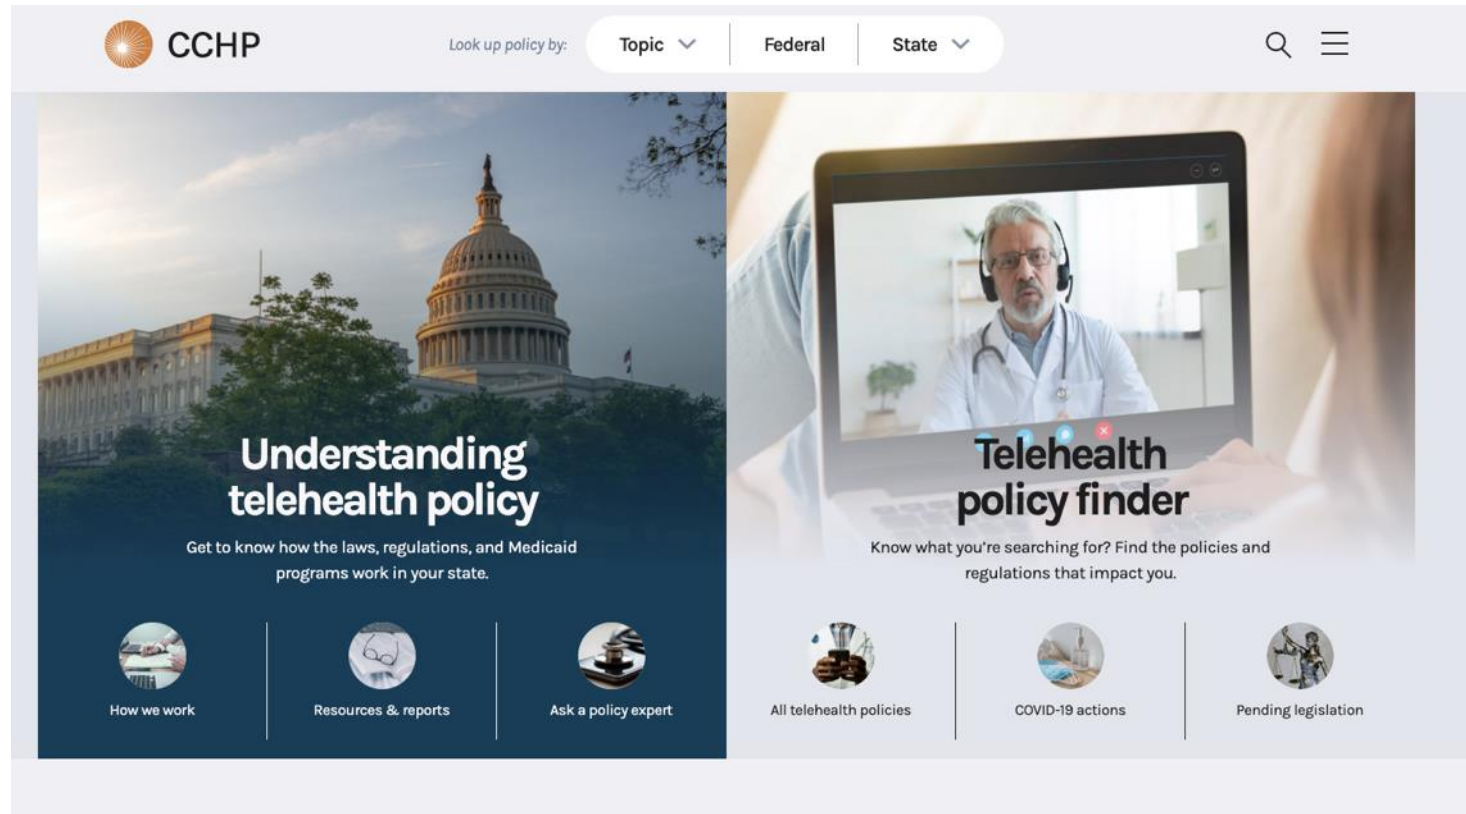 CCHP
Look up policy by:
Topic
Federal
State
Understanding
telehealth policy
Get to know how the laws, regulations, and Medicaid
programs work in your state.
How we work
Resources & reports
Ask a policy expert
Telehealth
policy finder
Know what you're searching for? Find the policies and
regulations that impact you.
All telehealth policies
COVID-19 actions
Pending legislation